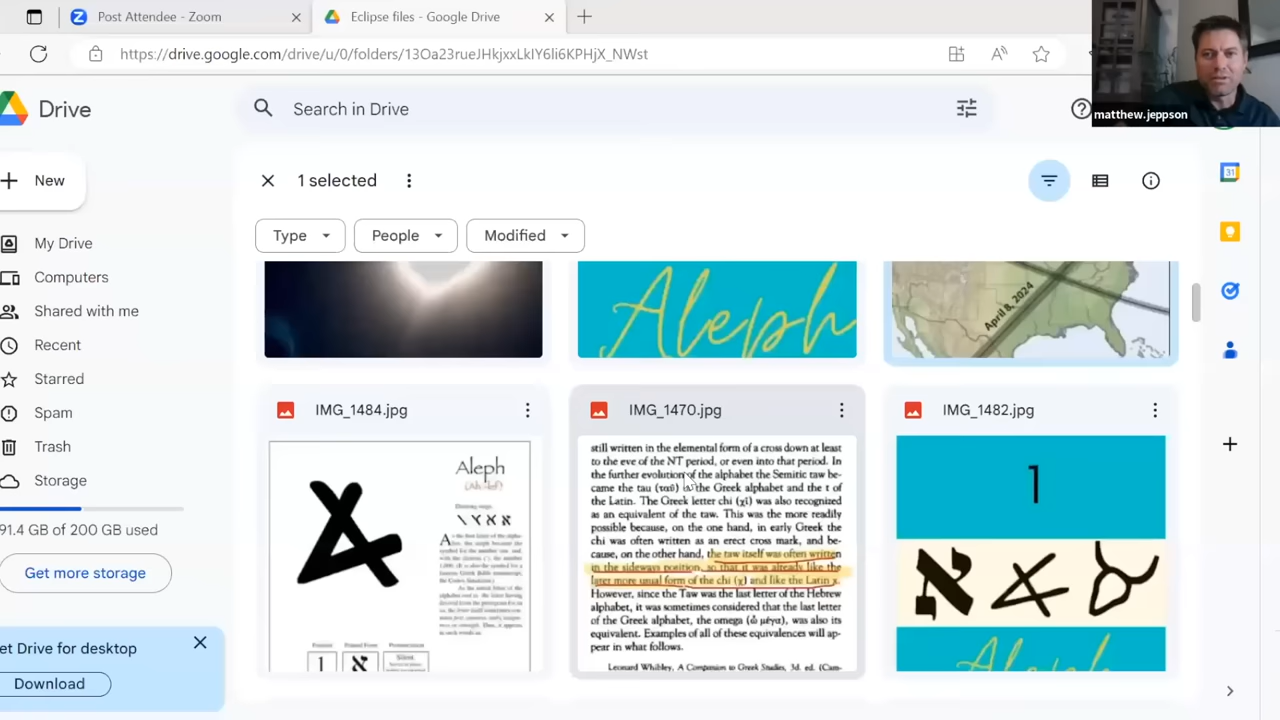 Post Attendee - Zoom
Eclipse files - Google Drive
https://drive.google.com/drive/u/0/folders/13Oa23rueJHkjxxLkIY6li6KPHjX_NWst
matthew.jeppson
Drive
Search in Drive
New
1 selected
Type
People
Modified
My Drive
Computers
Shared with me
Recent
Starred
Spam
Trash
Storage
91.4 GB of 200 GB used
Get more storage
et Drive for desktop
Download
Aleph
April 8, 2024
IMG_1484.jpg
Aleph
IMG_1470.jpg
still written in the elemental form of a cross down at least
to the eve of the NT period, or even into that period. In
the further evolution of the alphabet the Semitic taw be-
came the tau (ταῦ) in the Greek alphabet and the t of
the Latin. The Greek letter chi (χῖ) was also recognized
as an equivalent of the taw. This was the more readily
possible because, on the one hand, in early Greek the
chi was often written as an erect cross mark, and be-
cause, on the other hand, the taw itself was often written
in the sideways position, so that it was already like the
later more usual form of the chi (χ) and like the Latin x.
However, since the Taw was the last letter of the Hebrew
alphabet, it was sometimes considered that the last letter
of the Greek alphabet, the omega (ὦ μέγα), was also its
equivalent. Examples of all of these equivalences will ap-
pear in what follows.
Leonard Whibley, A Companion to Greek Studies, 3d. ed. (Cam-
IMG_1482.jpg
1
א
Aleph
31